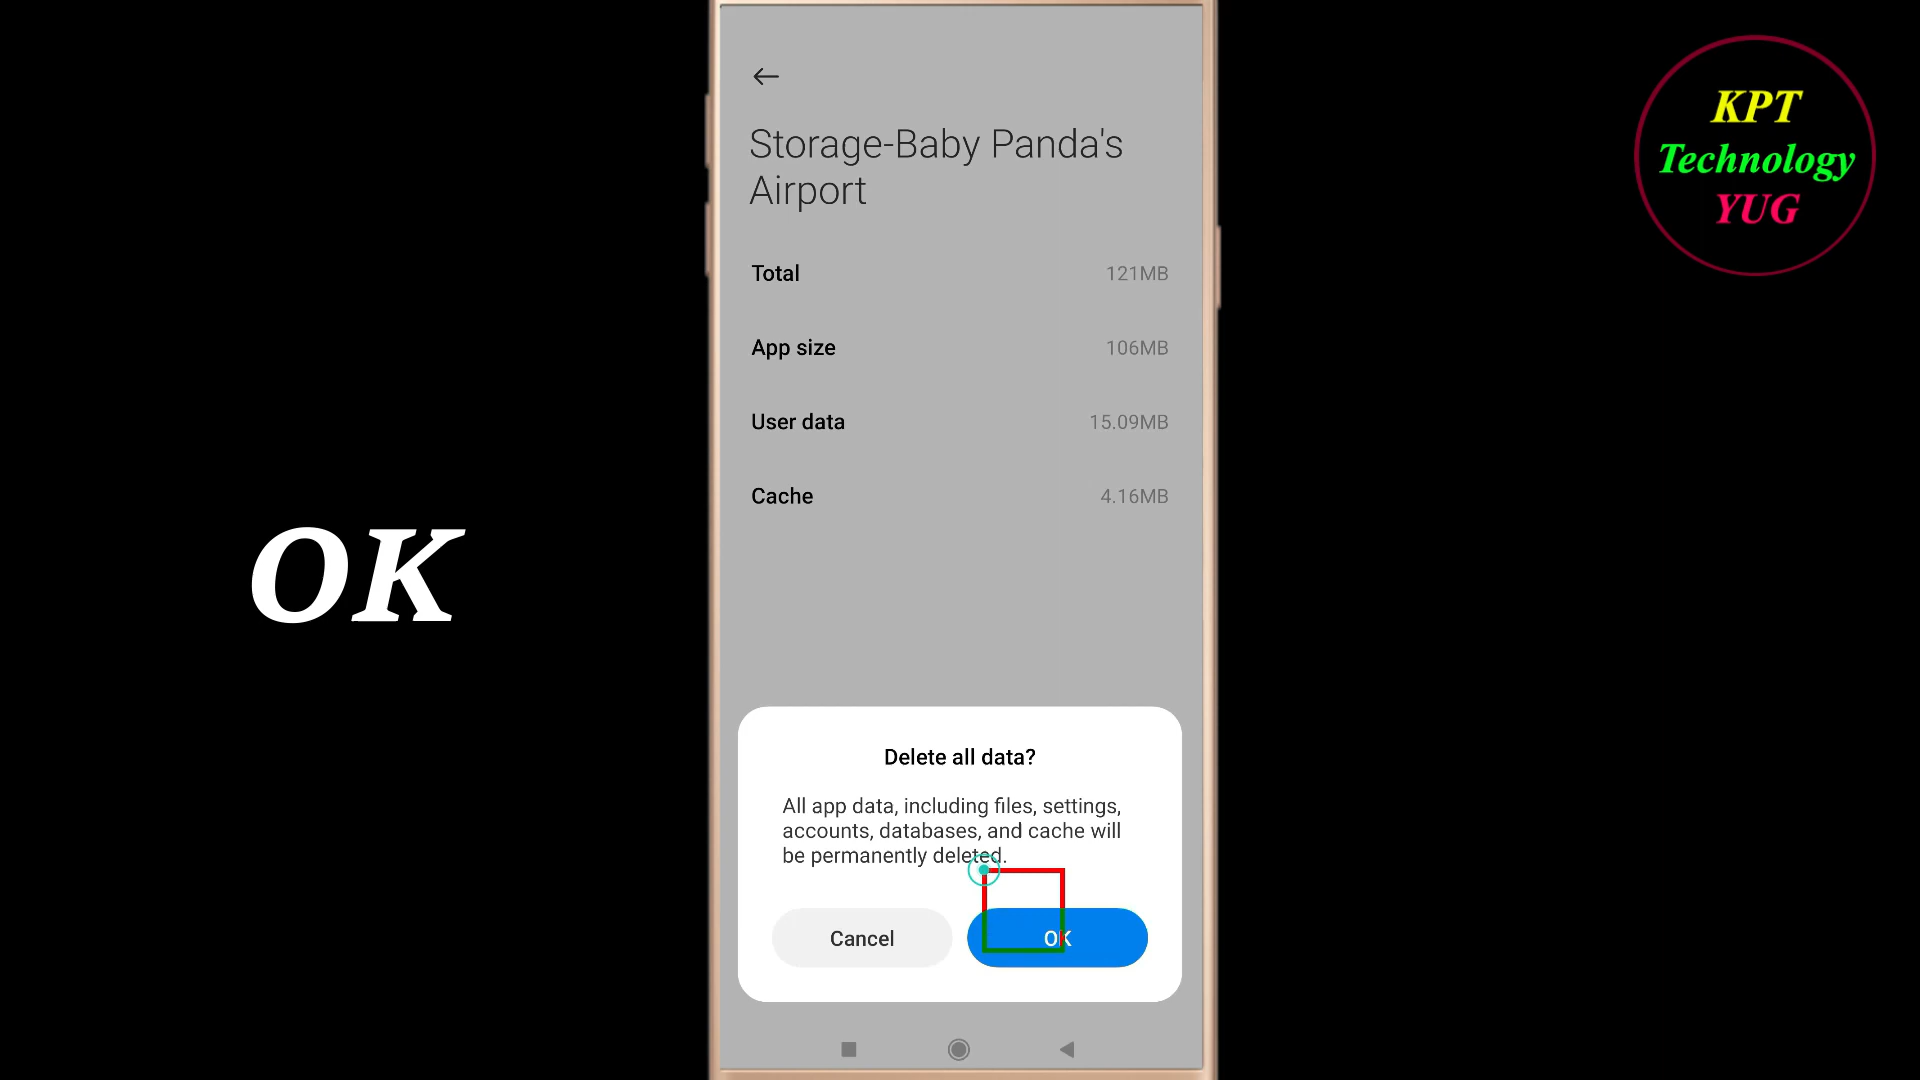 KPT
Technology
YUG
Storage-Baby Panda's
Airport
Total 121MB
App size 106MB
User data 15.09MB
Cache 4.16MB
OK
Delete all data?
All app data, including files, settings,
accounts, databases, and cache will
be permanently deleted.
Cancel OK